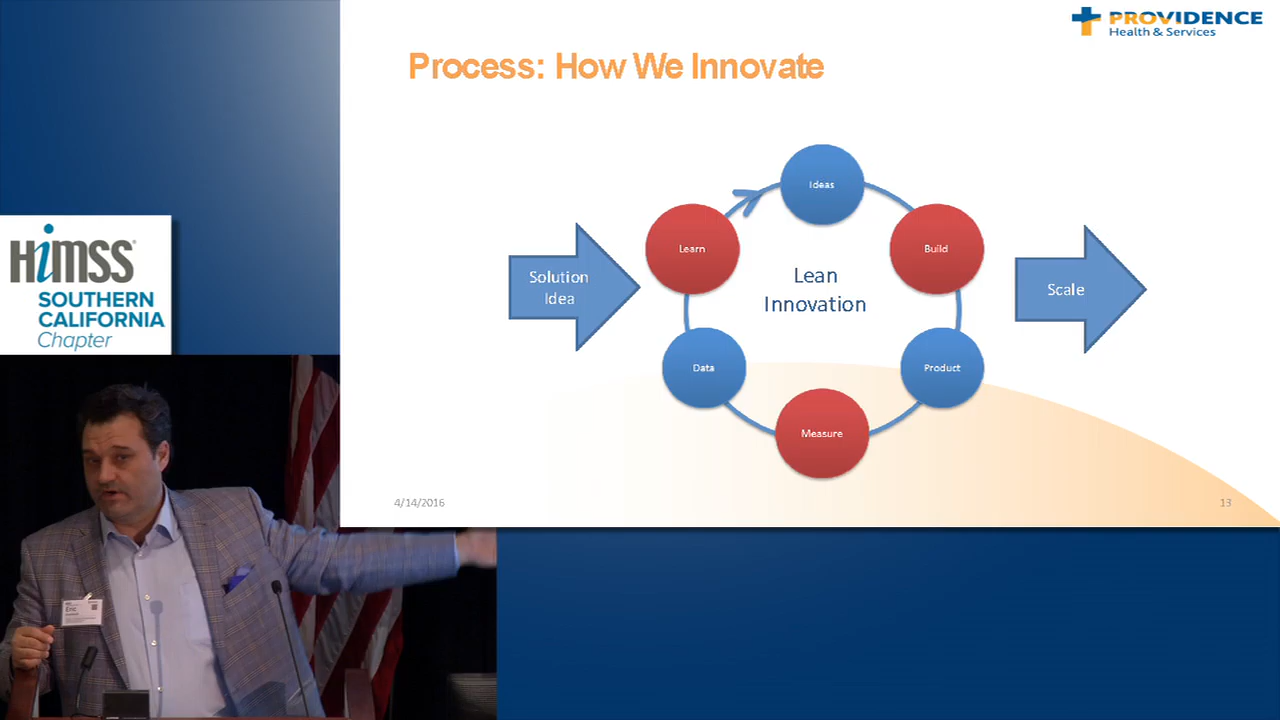 PROVIDENCE
Health & Services
Process: How We Innovate
Ideas
Learn
Build
Solution
Idea
Lean
Innovation
Scale
Data
Product
Measure
4/14/2016
13
HiMSS
SOUTHERN
CALIFORNIA
Chapter
Eric